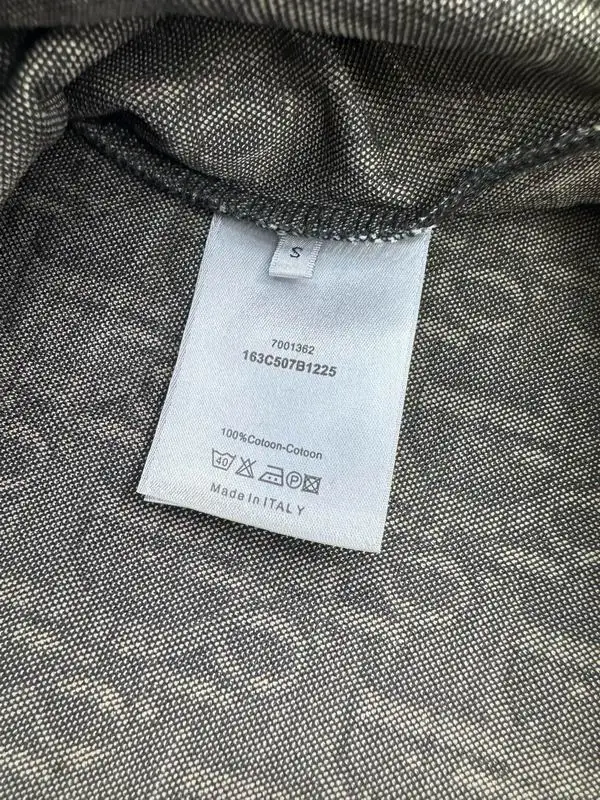 S
7001362
163C507B1225
100%Cotoon-Cotoon
40 P
Made in ITALY